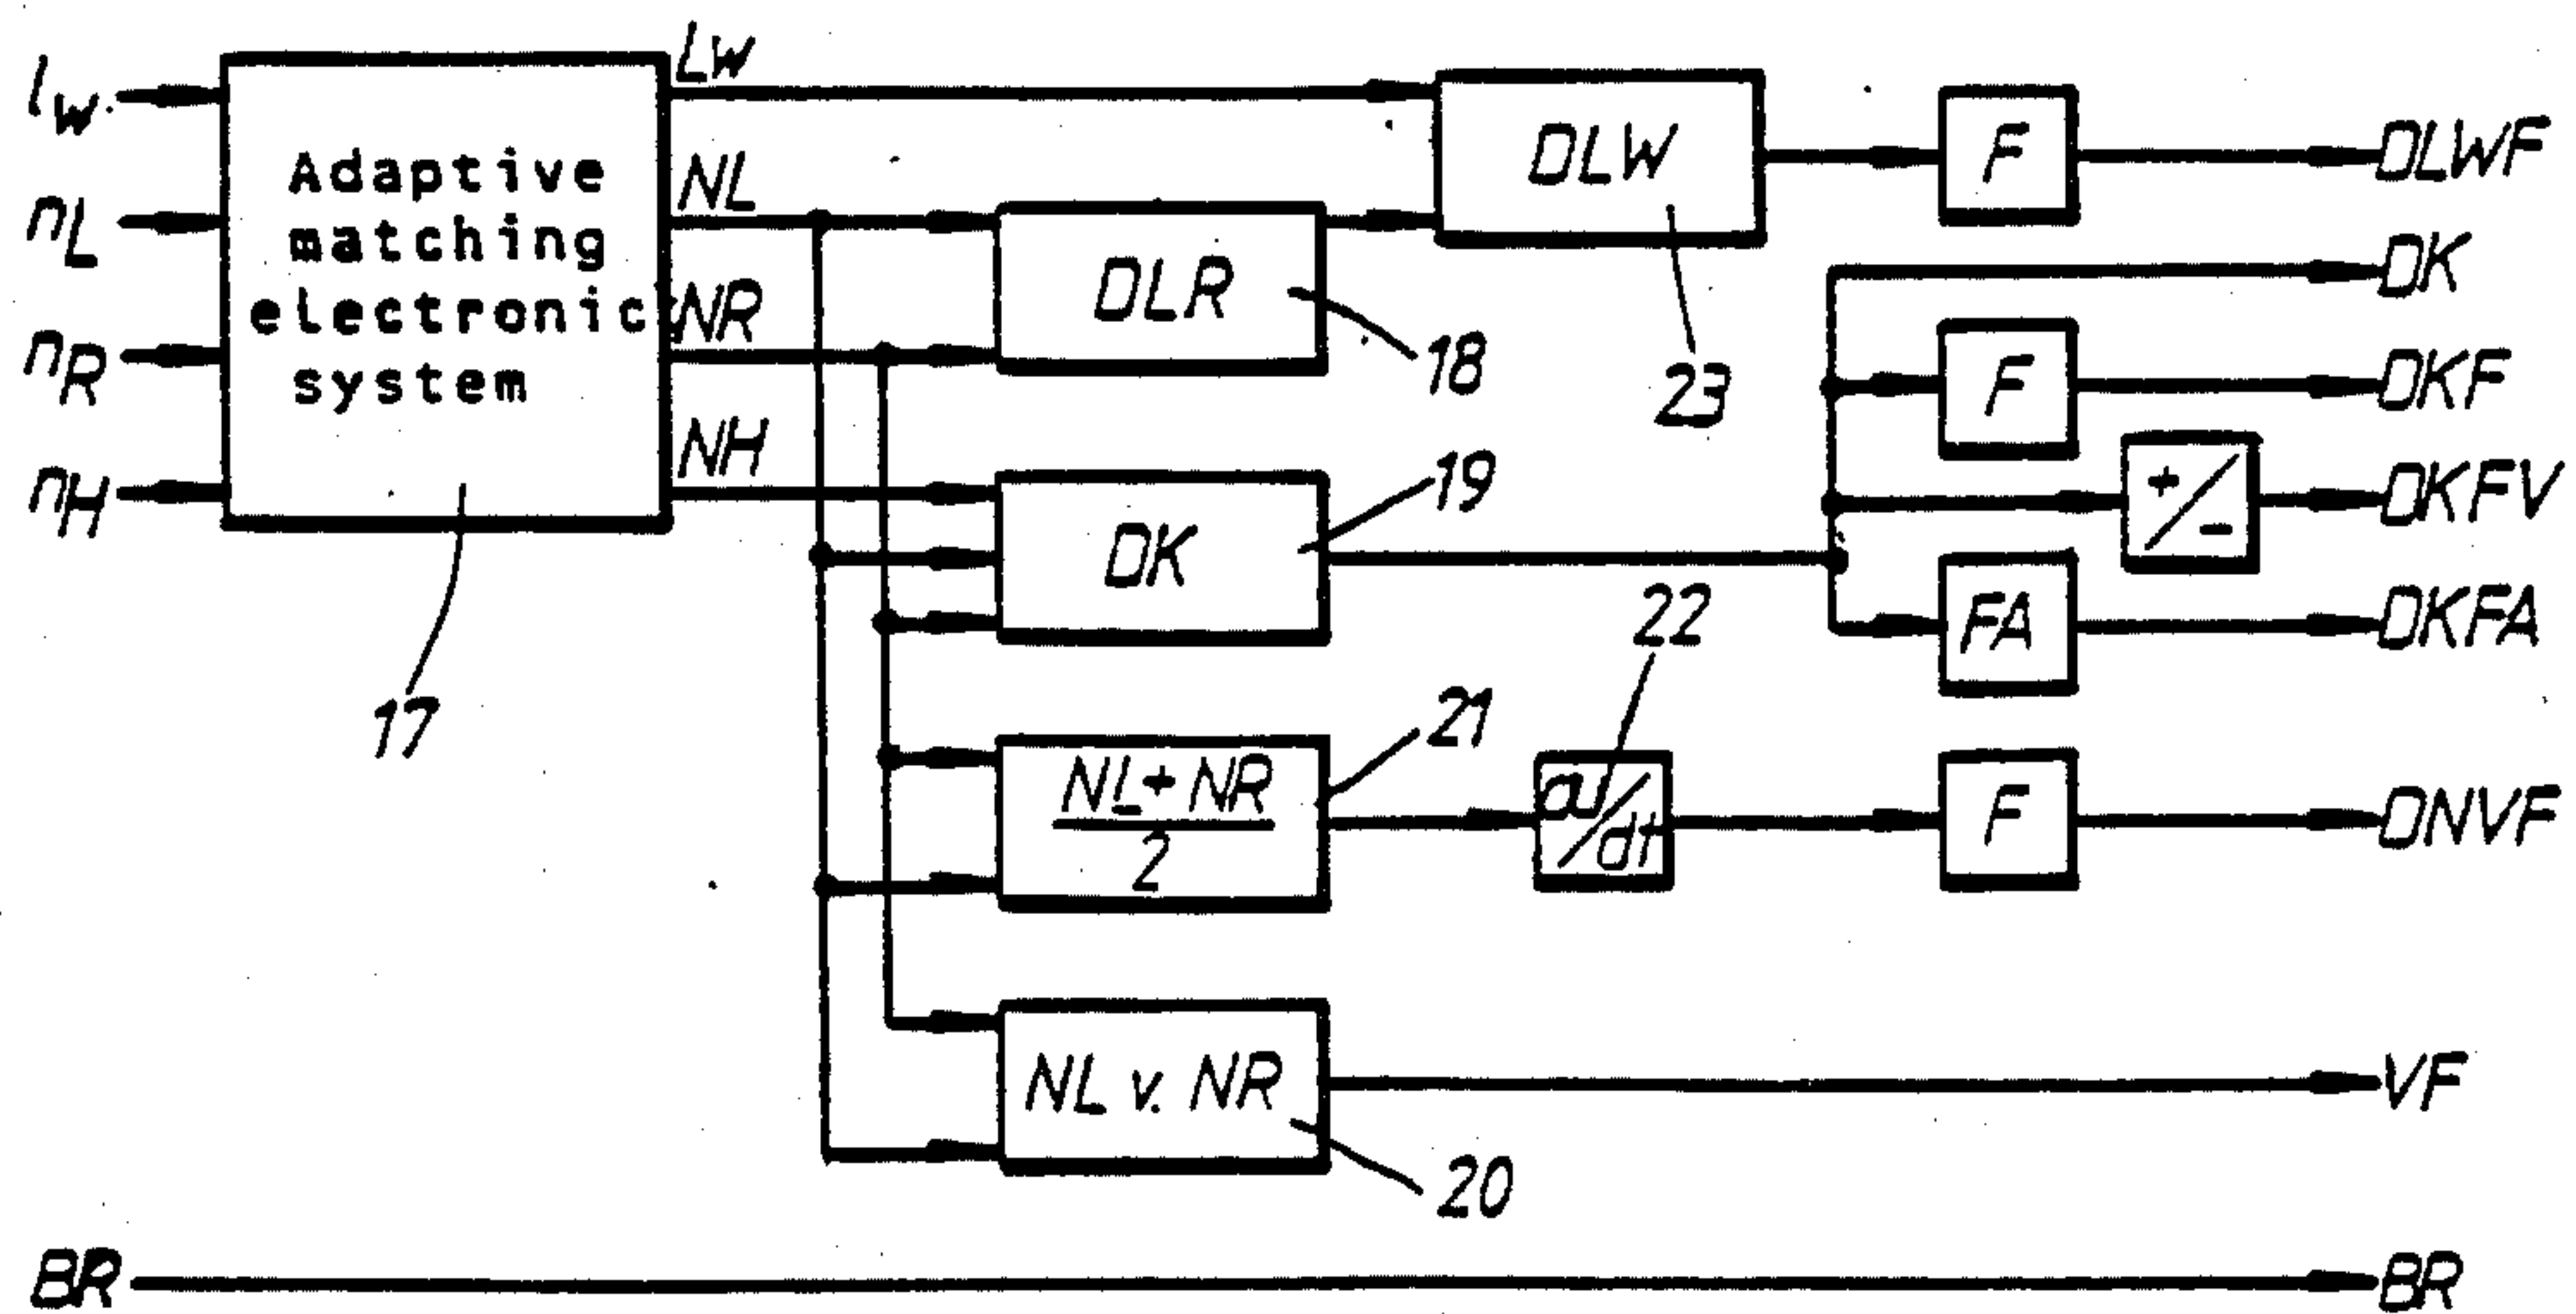 lw
LW
nL
nR
nH
Adaptive
matching
electronic
system
NL
NR
NH
17
DLR
18
DLW
23
F
DLWF
DK
19
DK
F
DKF
+/-
DKFV
FA
DKFA
NL + NR
2
21
d/dt
22
F
DNVF
NL v. NR
20
VF
BR
BR